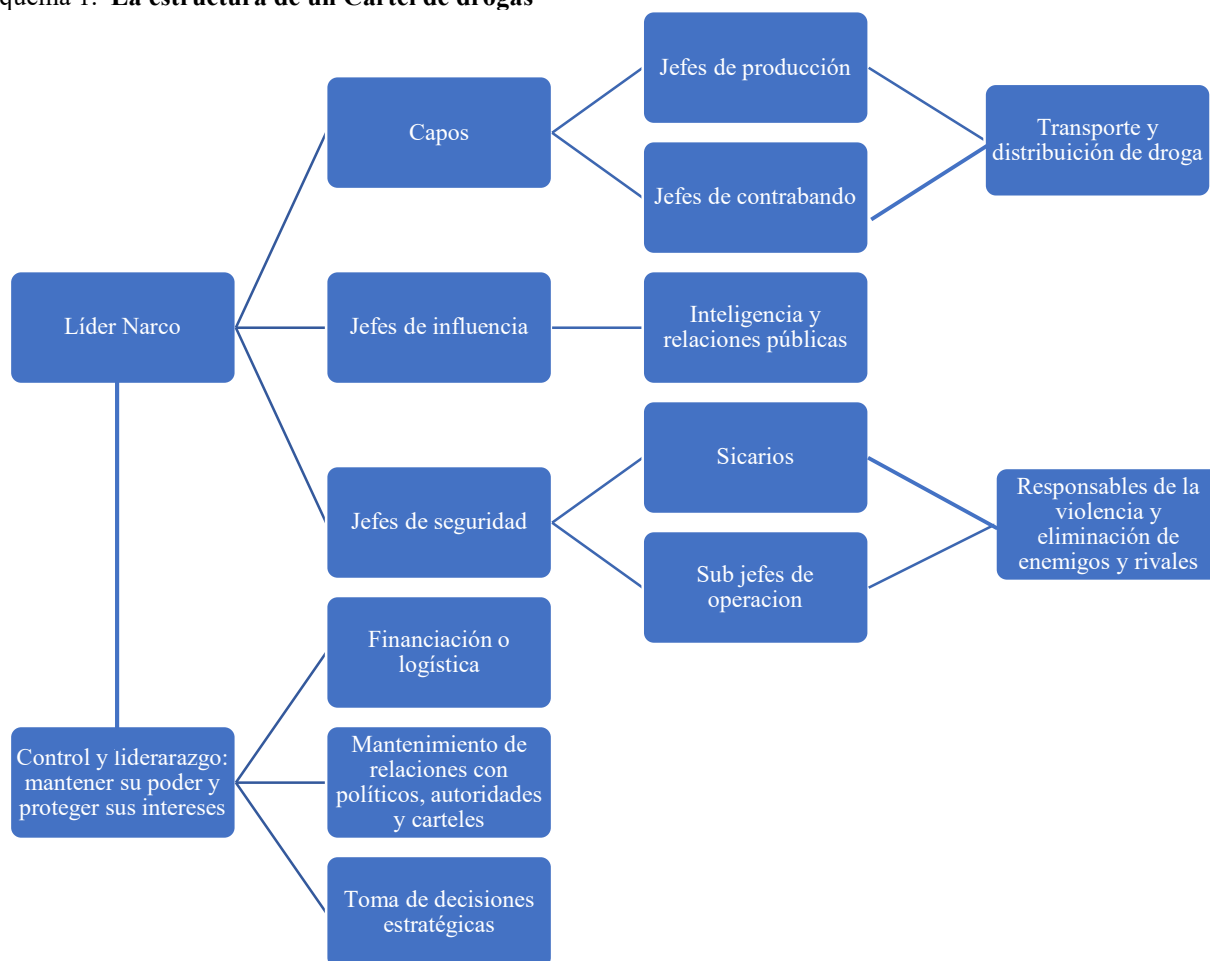 quema 1. La estructura de un Cartel de drogas
Jefes de producción
Capos
Transporte y
distribuición de droga
Jefes de contrabando
Líder Narco
Jefes de influencia
Inteligencia y
relaciones públicas
Sicarios
Jefes de seguridad
Responsables de la
violencia y
eliminación de
enemigos y rivales
Sub jefes de
operacion
Financiación o
logística
Control y liderarazgo:
mantener su poder y
proteger sus intereses
Mantenimiento de
relaciones con
políticos, autoridades
y carteles
Toma de decisiones
estratégicas